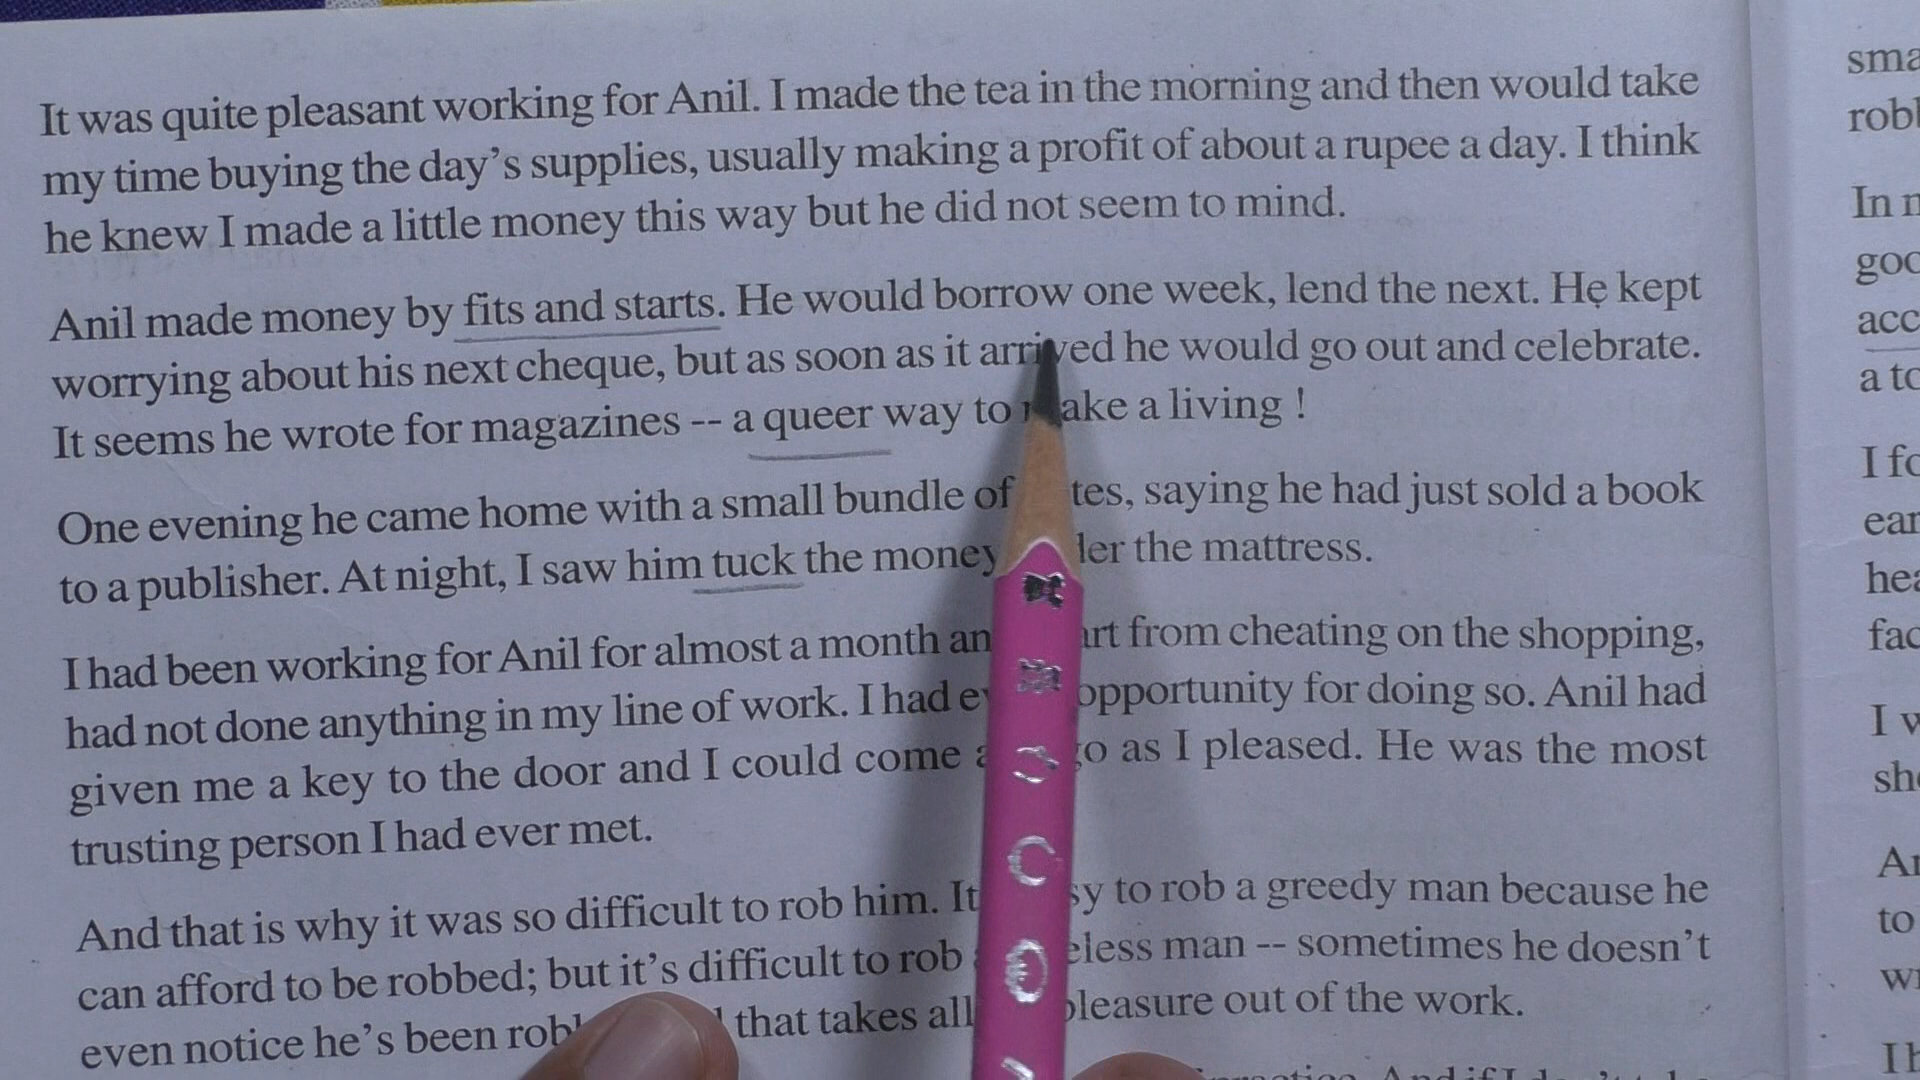 It was quite pleasant working for Anil. I made the tea in the morning and then would take
my time buying the day's supplies, usually making a profit of about a rupee a day. I think
he knew I made a little money this way but he did not seem to mind.
Anil made money by fits and starts. He would borrow one week, lend the next. He kept
worrying about his next cheque, but as soon as it arrived he would go out and celebrate.
It seems he wrote for magazines -- a queer way to make a living !
One evening he came home with a small bundle of saying he had just sold a book
to a publisher. At night, I saw him tuck the money the mattress.
I had been working for Anil for almost a month from cheating on the shopping,
had not done anything in my line of work. I had opportunity for doing so. Anil had
given me a key to the door and I could come as I pleased. He was the most
trusting person I had ever met.
And that is why it was so difficult to rob him. to rob a greedy man because he
can afford to be robbed; but it's difficult to rob man -- sometimes he doesn't
even notice he's been that takes all pleasure out of the work.
In
a
I
I
to